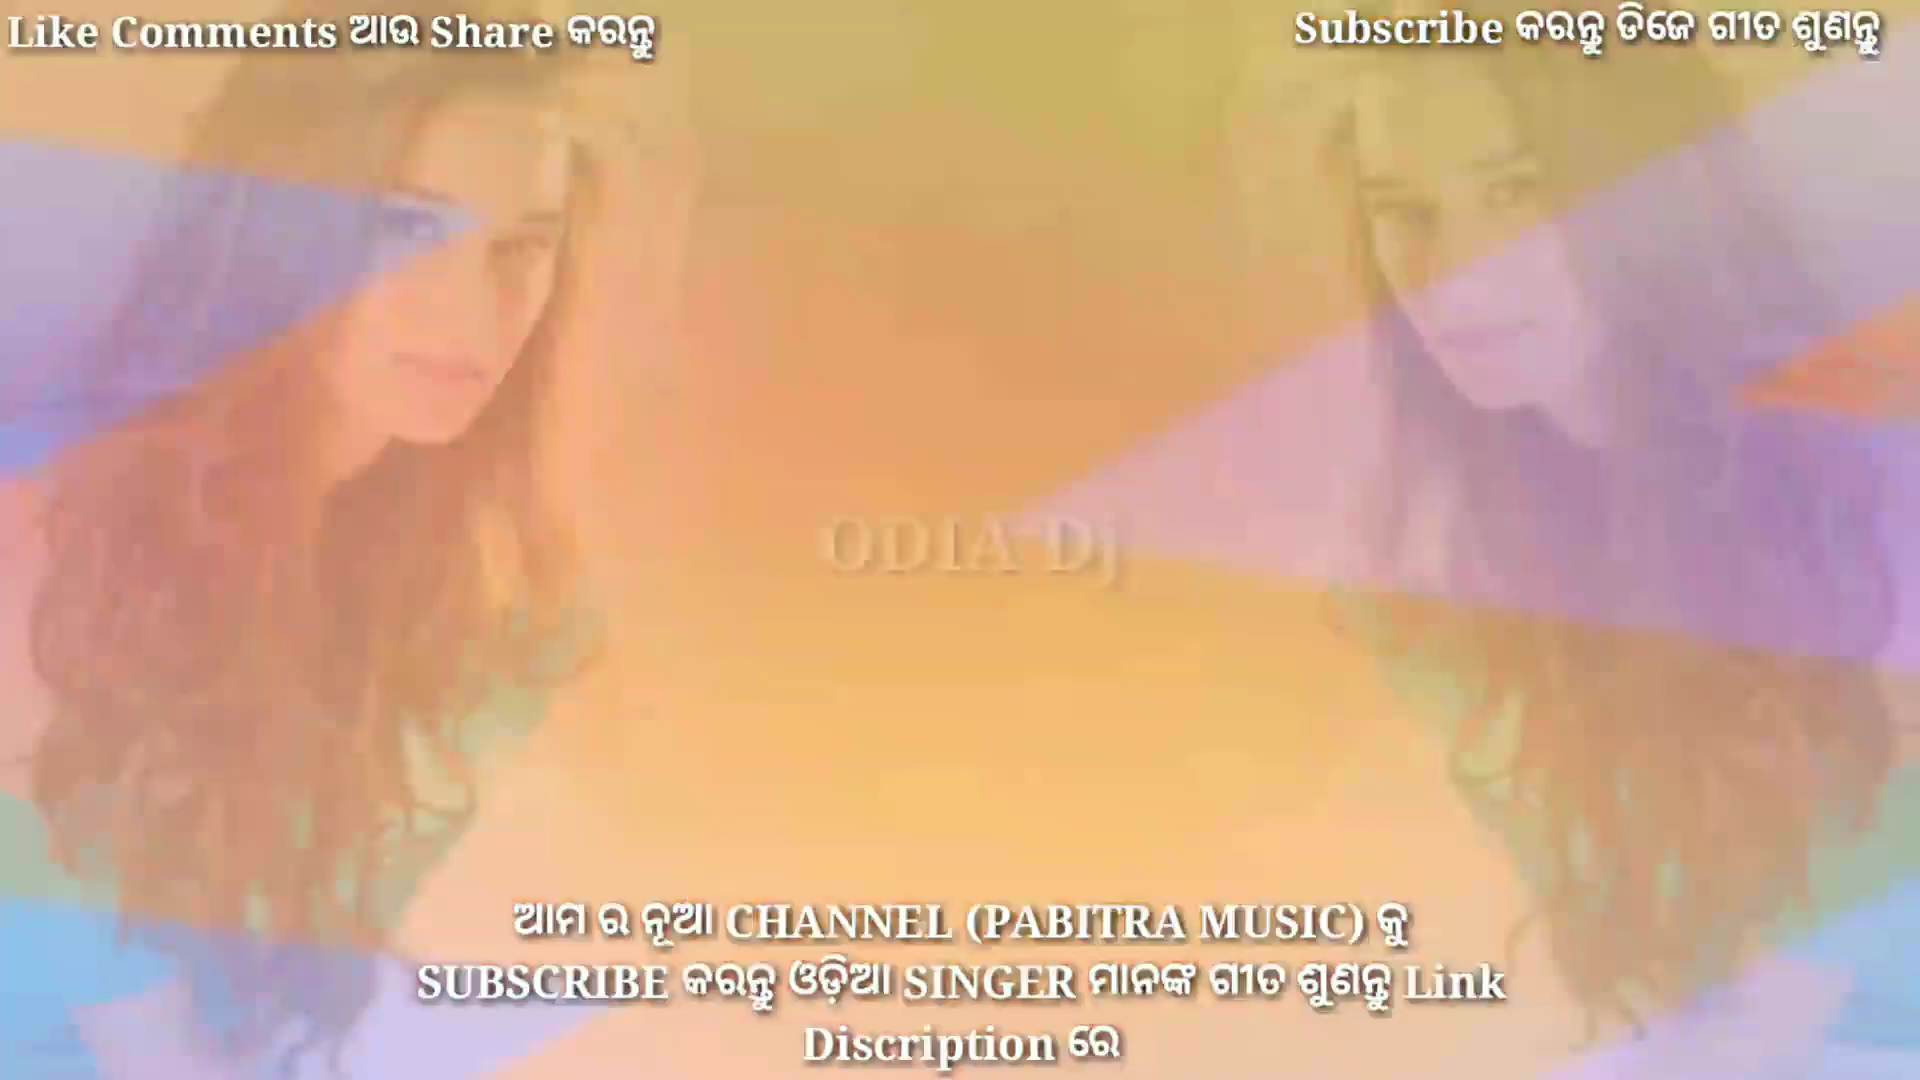 Like Comments ଆଉ Share କରନ୍ତୁ
Subscribe କରନ୍ତୁ ଡିଜେ ଗୀତ ଶୁଣନ୍ତୁ
ODIA Dj
ଆମ ର ନୂଆ CHANNEL (PABITRA MUSIC) କୁ
SUBSCRIBE କରନ୍ତୁ ଓଡ଼ିଆ SINGER ମାନଙ୍କ ଗୀତ ଶୁଣନ୍ତୁ Link
Discription ରେ